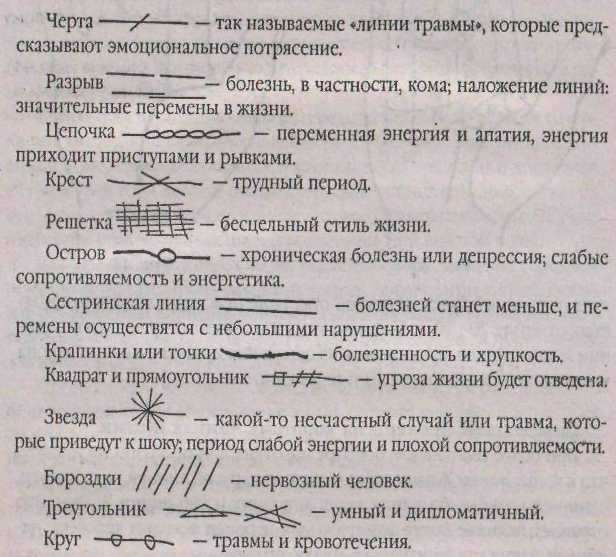 Черта — так называемые «линии травмы», которые пред-
сказывают эмоциональное потрясение.
Разрыв — болезнь, в частности, кома; наложение линий:
значительные перемены в жизни.
Цепочка — переменная энергия и апатия, энергия
приходит приступами и рывками.
Крест — трудный период.
Решетка — бесцельный стиль жизни.
Остров — хроническая болезнь или депрессия; слабые
сопротивляемость и энергетика.
Сестринская линия — болезней станет меньше, и пе-
ремены осуществятся с небольшими нарушениями.
Крапинки или точки — болезненность и хрупкость.
Квадрат и прямоугольник — угроза жизни будет отведена.
Звезда — какой-то несчастный случай или травма, кото-
рые приведут к шоку; период слабой энергии и плохой сопротивляемости.
Бороздки — нервозный человек.
Треугольник — умный и дипломатичный.
Круг — травмы и кровотечения.